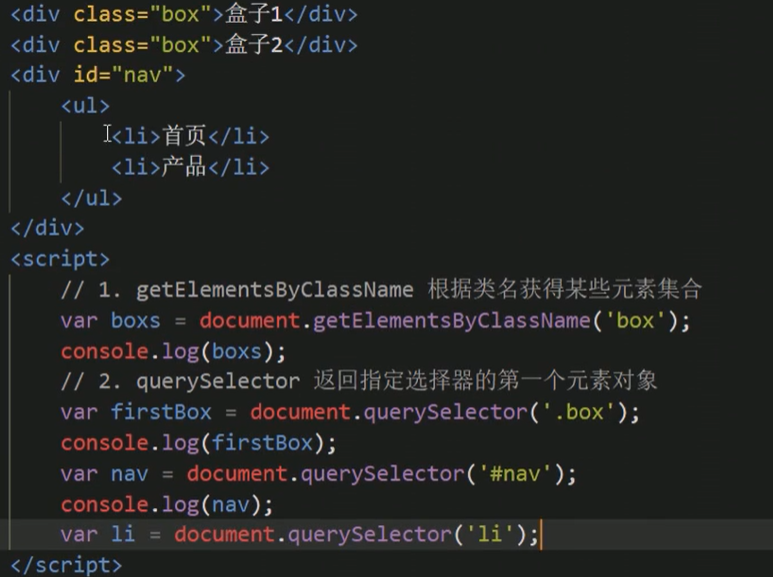 <div class="box">盒子1</div>
<div class="box">盒子2</div>
<div id="nav">
<ul>
<li>首页</li>
<li>产品</li>
</ul>
</div>
<script>
// 1. getElementsByClassName 根据类名获得某些元素集合
var boxs = document.getElementsByClassName('box');
console.log(boxs);
// 2. querySelector 返回指定选择器的第一个元素对象
var firstBox = document.querySelector('.box');
console.log(firstBox);
var nav = document.querySelector('#nav');
console.log(nav);
var li = document.querySelector('li');
</script>